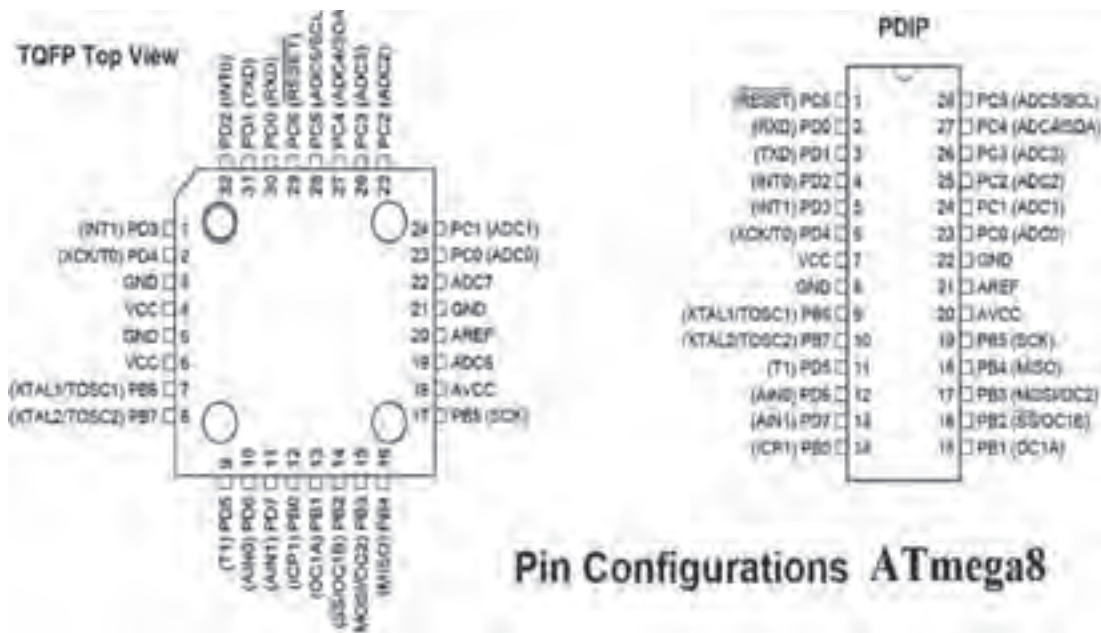 TQFP Top View
PD2 (INT0)
PD1 (TXD)
PD0 (RXD)
PC6 (RESET)
PC5 (ADC5/SCL
PC4 (ADC4/SDA
PC3 (ADC3)
PC2 (ADC2)
32 31 30 29 28 27 26 25
(INT1) PD3 1
(XCK/T0) PD4 2
GND 3
VCC 4
GND 5
VCC 6
(XTAL1/TOSC1) PB6 7
(XTAL2/TOSC2) PB7 8
24 PC1 (ADC1)
23 PC0 (ADC0)
22 ADC7
21 GND
20 AREF
19 ADC6
18 AVCC
17 PB5 (SCK)
9 10 11 12 13 14 15 16
(T1) PD5
(AIN0) PD6
(AIN1) PD7
(ICP1) PB0
(OC1A) PB1
(SS/OC1B) PB2
MOSI/OC2) PB3
(MISO) PB4
PDIP
(RESET) PC6 1
(RXD) PD0 2
(TXD) PD1 3
(INT0) PD2 4
(INT1) PD3 5
(XCK/T0) PD4 6
VCC 7
GND 8
(XTAL1/TOSC1) PB6 9
(XTAL2/TOSC2) PB7 10
(T1) PD5 11
(AIN0) PD6 12
(AIN1) PD7 13
(ICP1) PB0 14
28 PC5 (ADC5/SCL)
27 PC4 (ADC4/SDA)
26 PC3 (ADC3)
25 PC2 (ADC2)
24 PC1 (ADC1)
23 PC0 (ADC0)
22 GND
21 AREF
20 AVCC
19 PB5 (SCK)
18 PB4 (MISO)
17 PB3 (MOSI/OC2)
16 PB2 (SS/OC1B)
15 PB1 (OC1A)
Pin Configurations ATmega8